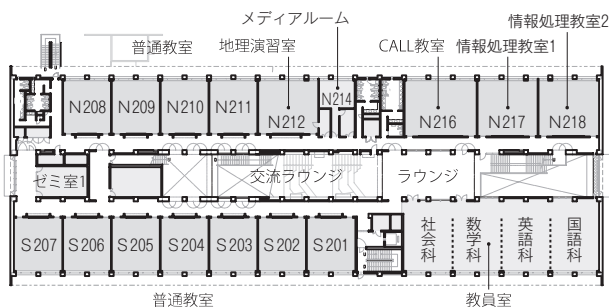 メディアルーム
情報処理教室2
普通教室
地理演習室
CALL教室
情報処理教室1
N208
N209
N210
N211
N212
N214
N216
N217
N218
ゼミ室1
交流ラウンジ
ラウンジ
S207
S206
S205
S204
S203
S202
S201
社会科
数学科
英語科
国語科
普通教室
教員室